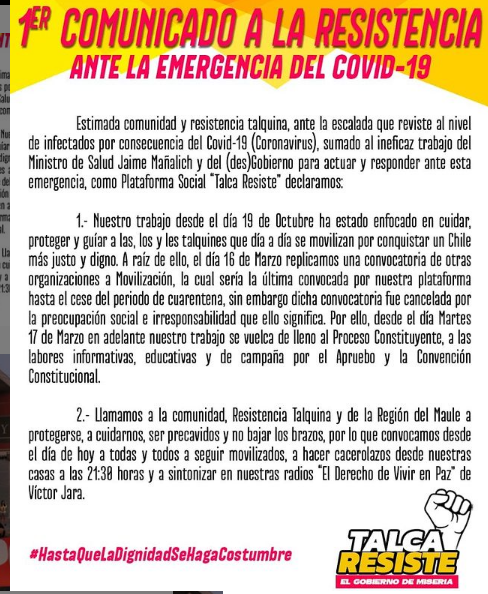 1ER COMUNICADO A LA RESISTENCIA
ANTE LA EMERGENCIA DEL COVID-19
Estimada comunidad y resistencia talquina, ante la escalada que reviste al nivel
de infectados por consecuencia del Covid-19 (Coronavirus), sumado al ineficaz trabajo del
Ministro de Salud Jaime Mañalich y del (des)Gobierno para actuar y responder ante esta
emergencia, como Plataforma Social "Talca Resiste" declaramos:
1.- Nuestro trabajo desde el día 19 de Octubre ha estado enfocado en cuidar,
proteger y guíar a las, los y les talquines que día a día se movilizan por conquistar un Chile
más justo y digno. A raíz de ello, el día 16 de Marzo replicamos una convocatoria de otras
organizaciones a Movilización, la cual sería la última convocada por nuestra plataforma
hasta el cese del periodo de cuarentena, sin embargo dicha convocatoria fue cancelada por
la preocupación social e irresponsabilidad que ello significa. Por ello, desde el día Martes
17 de Marzo en adelante nuestro trabajo se vuelca de lleno al Proceso Constituyente, a las
labores informativas, educativas y de campaña por el Apruebo y la Convención
Constitucional.
2.- Llamamos a la comunidad, Resistencia Talquina y de la Región del Maule a
protegerse, a cuidarnos, ser precavidos y no bajar los brazos, por lo que convocamos desde
el día de hoy a todas y todos a seguir movilizados, a hacer cacerolazos desde nuestras
casas a las 21:30 horas y a sintonizar en nuestras radios "El Derecho de Vivir en Paz" de
Víctor Jara.
#HastaQueLaDignidadSeHagaCostumbre
TALCA
RESISTE
EL GOBIERNO DE MISERIA